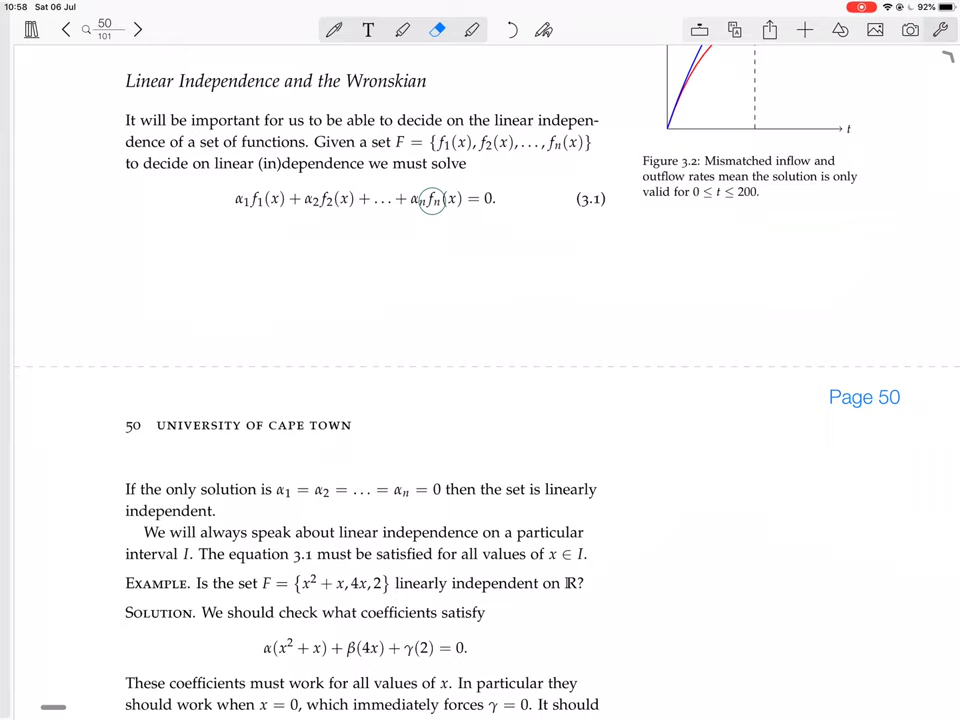 10:58 Sat 06 Jul
92%
50
101
T
Linear Independence and the Wronskian
It will be important for us to be able to decide on the linear indepen-
dence of a set of functions. Given a set F = {f₁(x), f₂(x), . . . , fₙ(x)}
to decide on linear (in)dependence we must solve
α₁f₁(x) + α₂f₂(x) + . . . + αₙfₙ(x) = 0. (3.1)
t
Figure 3.2: Mismatched inflow and
outflow rates mean the solution is only
valid for 0 ≤ t ≤ 200.
Page 50
50 UNIVERSITY OF CAPE TOWN
If the only solution is α₁ = α₂ = . . . = αₙ = 0 then the set is linearly
independent.
We will always speak about linear independence on a particular
interval I. The equation 3.1 must be satisfied for all values of x ∈ I.
EXAMPLE. Is the set F = {x² + x, 4x, 2} linearly independent on ℝ?
SOLUTION. We should check what coefficients satisfy
α(x² + x) + β(4x) + γ(2) = 0.
These coefficients must work for all values of x. In particular they
should work when x = 0, which immediately forces γ = 0. It should